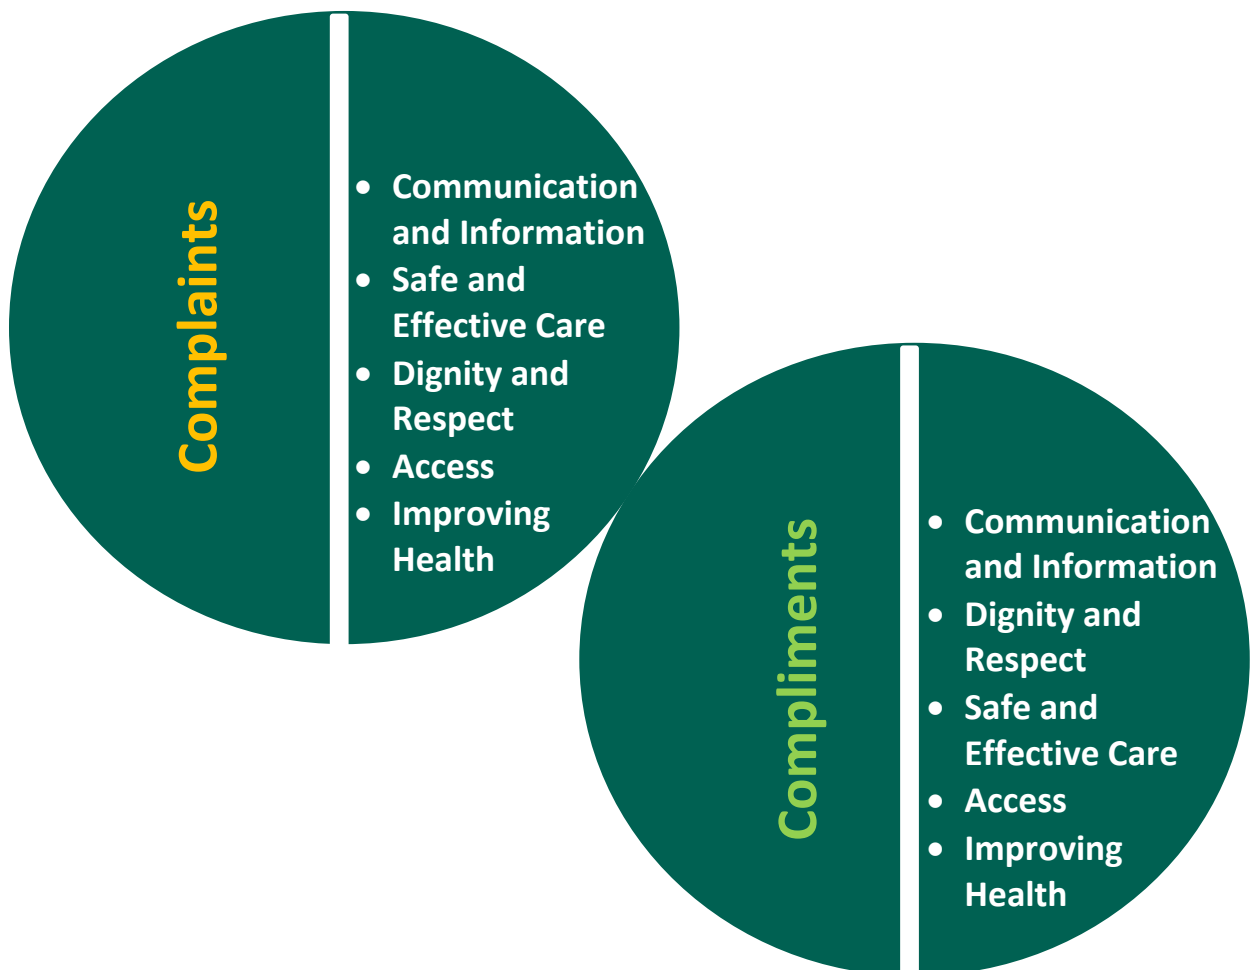 Complaints
• Communication
and Information
• Safe and
Effective Care
• Dignity and
Respect
• Access
• Improving
Health
Compliments
• Communication
and Information
• Dignity and
Respect
• Safe and
Effective Care
• Access
• Improving
Health